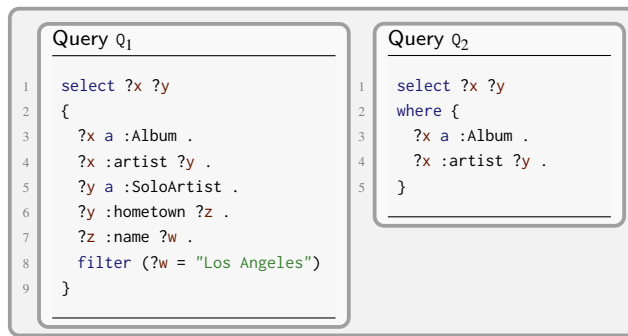 Query Q1
1 select ?x ?y
2 {
3 ?x a :Album .
4 ?x :artist ?y .
5 ?y a :SoloArtist .
6 ?y :hometown ?z .
7 ?z :name ?w .
8 filter (?w = "Los Angeles")
9 }
Query Q2
1 select ?x ?y
2 where {
3 ?x a :Album .
4 ?x :artist ?y .
5 }